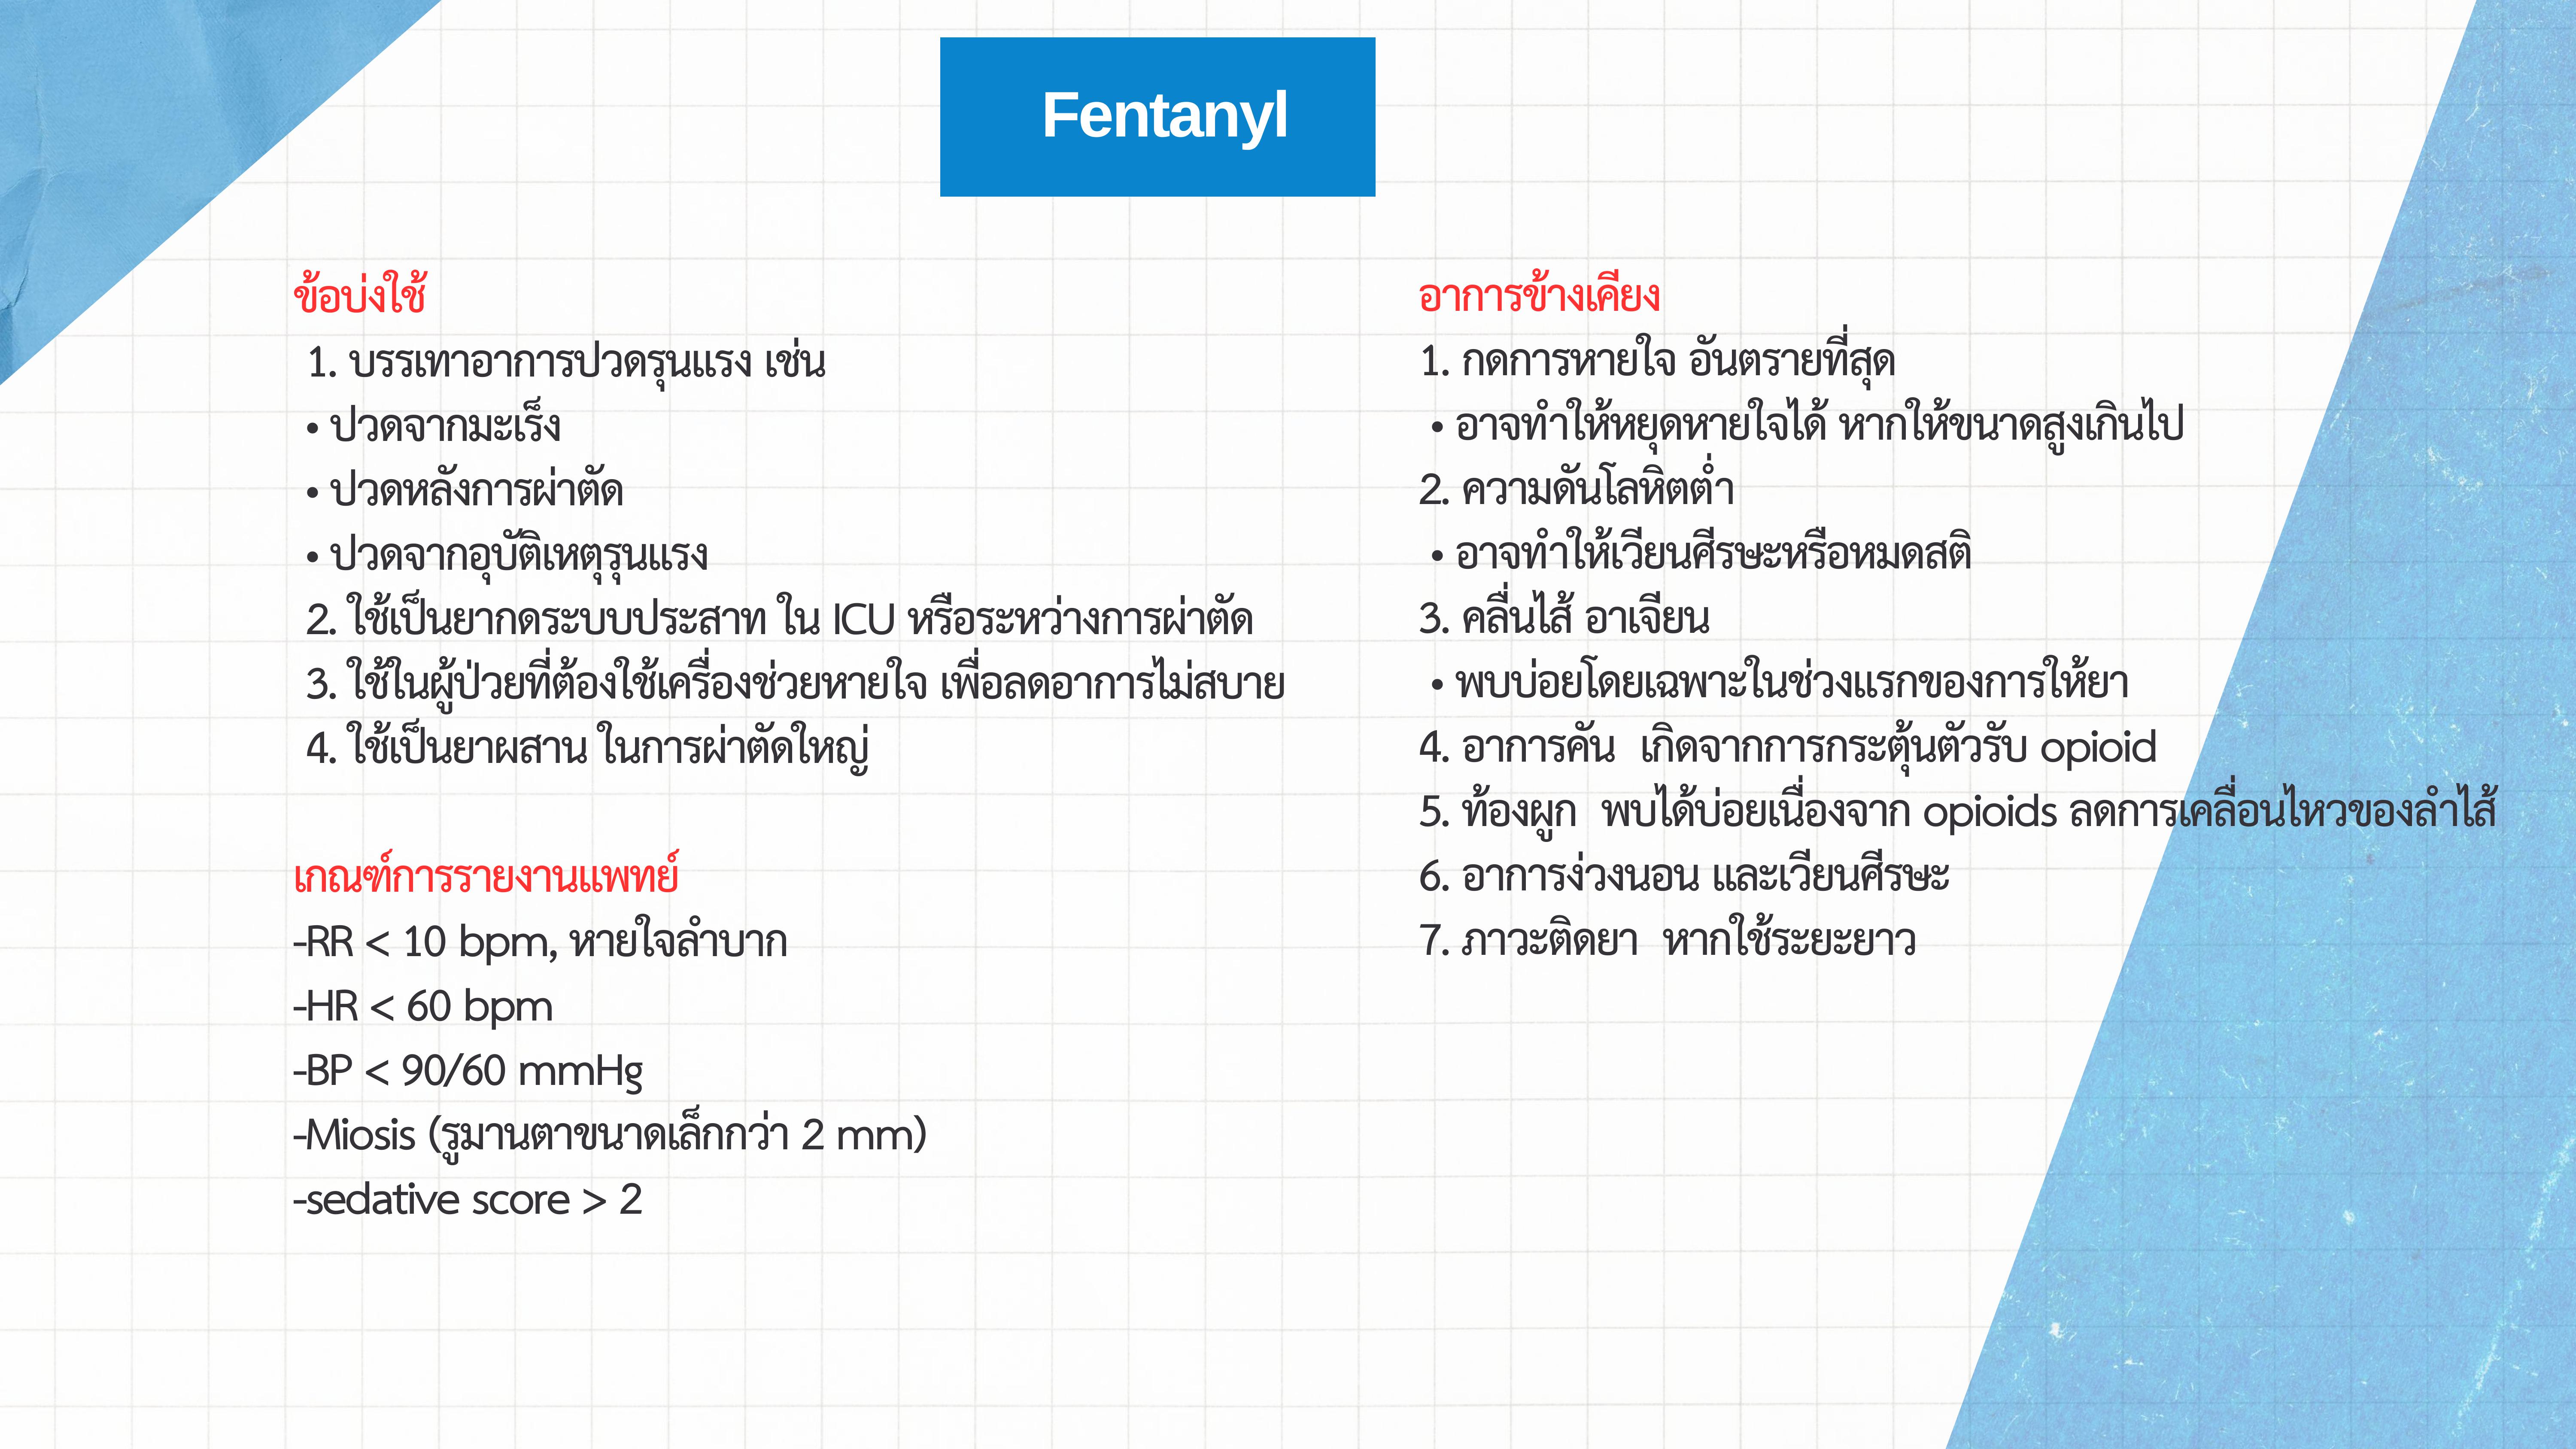 Fentanyl
ข้อบ่งใช้
1. บรรเทาอาการปวดรุนแรง เช่น
• ปวดจากมะเร็ง
• ปวดหลังการผ่าตัด
• ปวดจากอุบัติเหตุรุนแรง
2. ใช้เป็นยากดระบบประสาท ใน ICU หรือระหว่างการผ่าตัด
3. ใช้ในผู้ป่วยที่ต้องใช้เครื่องช่วยหายใจ เพื่อลดอาการไม่สบาย
4. ใช้เป็นยาผสาน ในการผ่าตัดใหญ่
เกณฑ์การรายงานแพทย์
-RR < 10 bpm, หายใจลำบาก
-HR < 60 bpm
-BP < 90/60 mmHg
-Miosis (รูมานตาขนาดเล็กกว่า 2 mm)
-sedative score > 2
อาการข้างเคียง
1. กดการหายใจ อันตรายที่สุด
• อาจทำให้หยุดหายใจได้ หากให้ขนาดสูงเกินไป
2. ความดันโลหิตต่ำ
• อาจทำให้เวียนศีรษะหรือหมดสติ
3. คลื่นไส้ อาเจียน
• พบบ่อยโดยเฉพาะในช่วงแรกของการให้ยา
4. อาการคัน  เกิดจากการกระตุ้นตัวรับ opioid
5. ท้องผูก  พบได้บ่อยเนื่องจาก opioids ลดการเคลื่อนไหวของลำไส้
6. อาการง่วงนอน และเวียนศีรษะ
7. ภาวะติดยา  หากใช้ระยะยาว